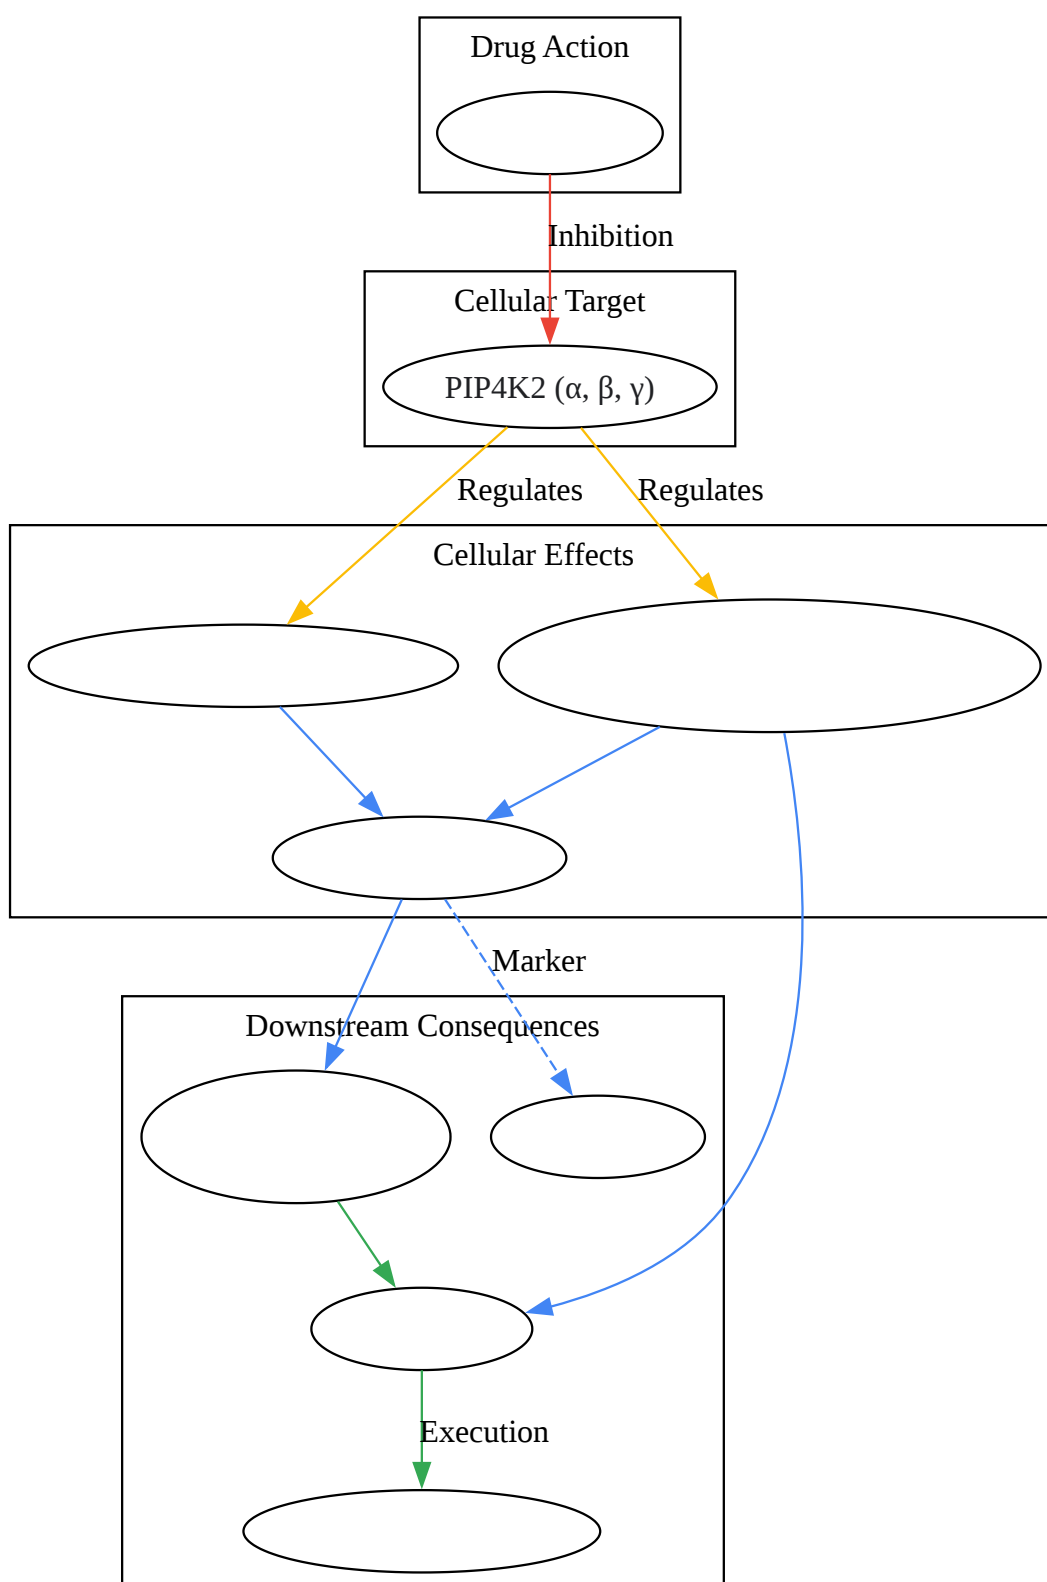 Drug Action
Inhibition
Cellular Target
PIP4K2 (α, β, γ)
Regulates
Regulates
Cellular Effects
Marker
Downstream Consequences
Execution